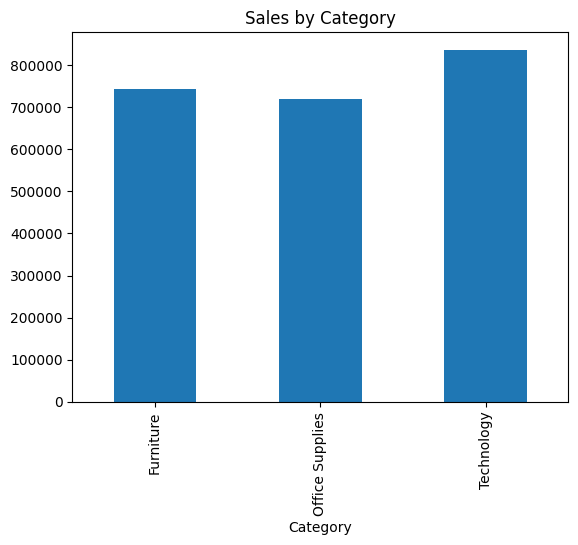 Sales by Category
800000
700000
600000
500000
400000
300000
200000
100000
0
Furniture
Office Supplies
Technology
Category